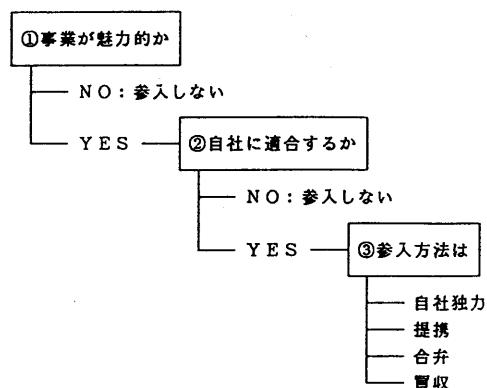 ①事業が魅力的か
NO：参入しない
YES
②自社に適合するか
NO：参入しない
YES
③参入方法は
自社独力
提携
合弁
買収